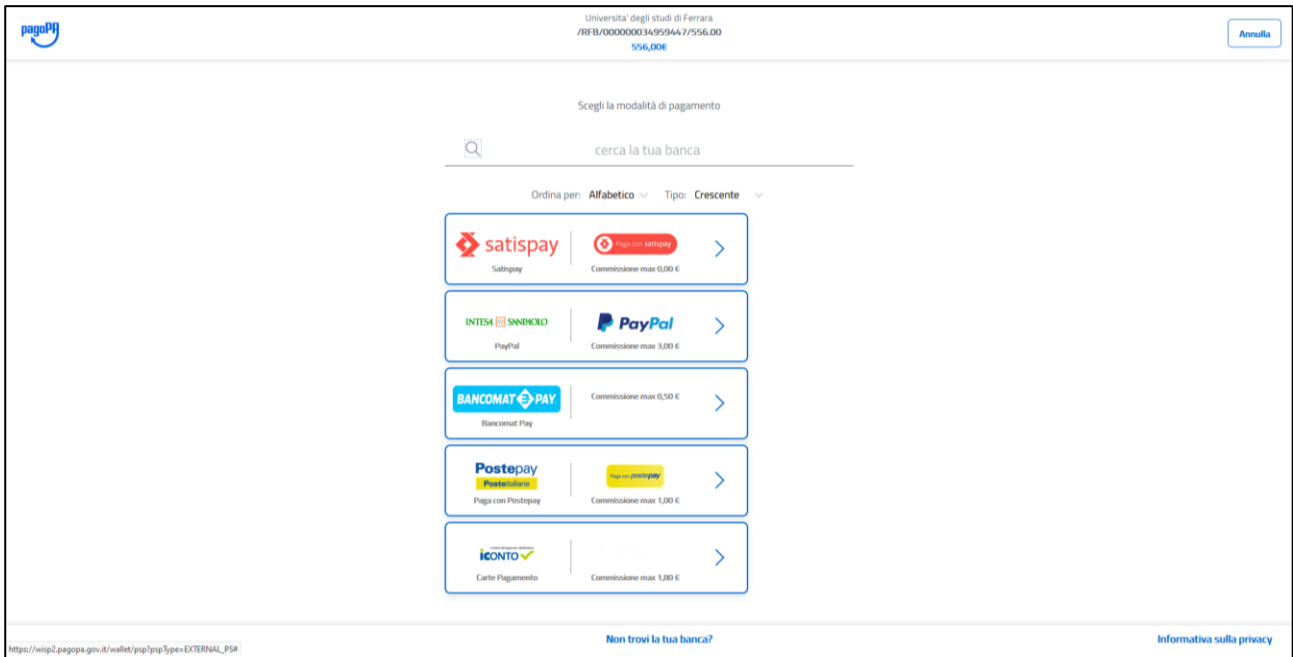 pagoPA
Universita' degli studi di Ferrara
/RFB/000000034959447/556.00
556,00€
Annulla
Scegli la modalità di pagamento
cerca la tua banca
Ordina per: Alfabetico Tipo: Crescente
satispay
Paga con satispay
Satispay
Commissione max 0,00 €
INTESA SANPAOLO
PayPal
PayPal
Commissione max 3,00 €
BANCOMAT PAY
Commissione max 0,50 €
Bancomat Pay
Postepay
Posteitaliane
Paga con postepay
Paga con Postepay
Commissione max 1,00 €
iCONTO
Carte Pagamento
Commissione max 1,80 €
Non trovi la tua banca?
Informativa sulla privacy
https://wisp2.pagopa.gov.it/wallet/psp?pspType=EXTERNAL_PS#